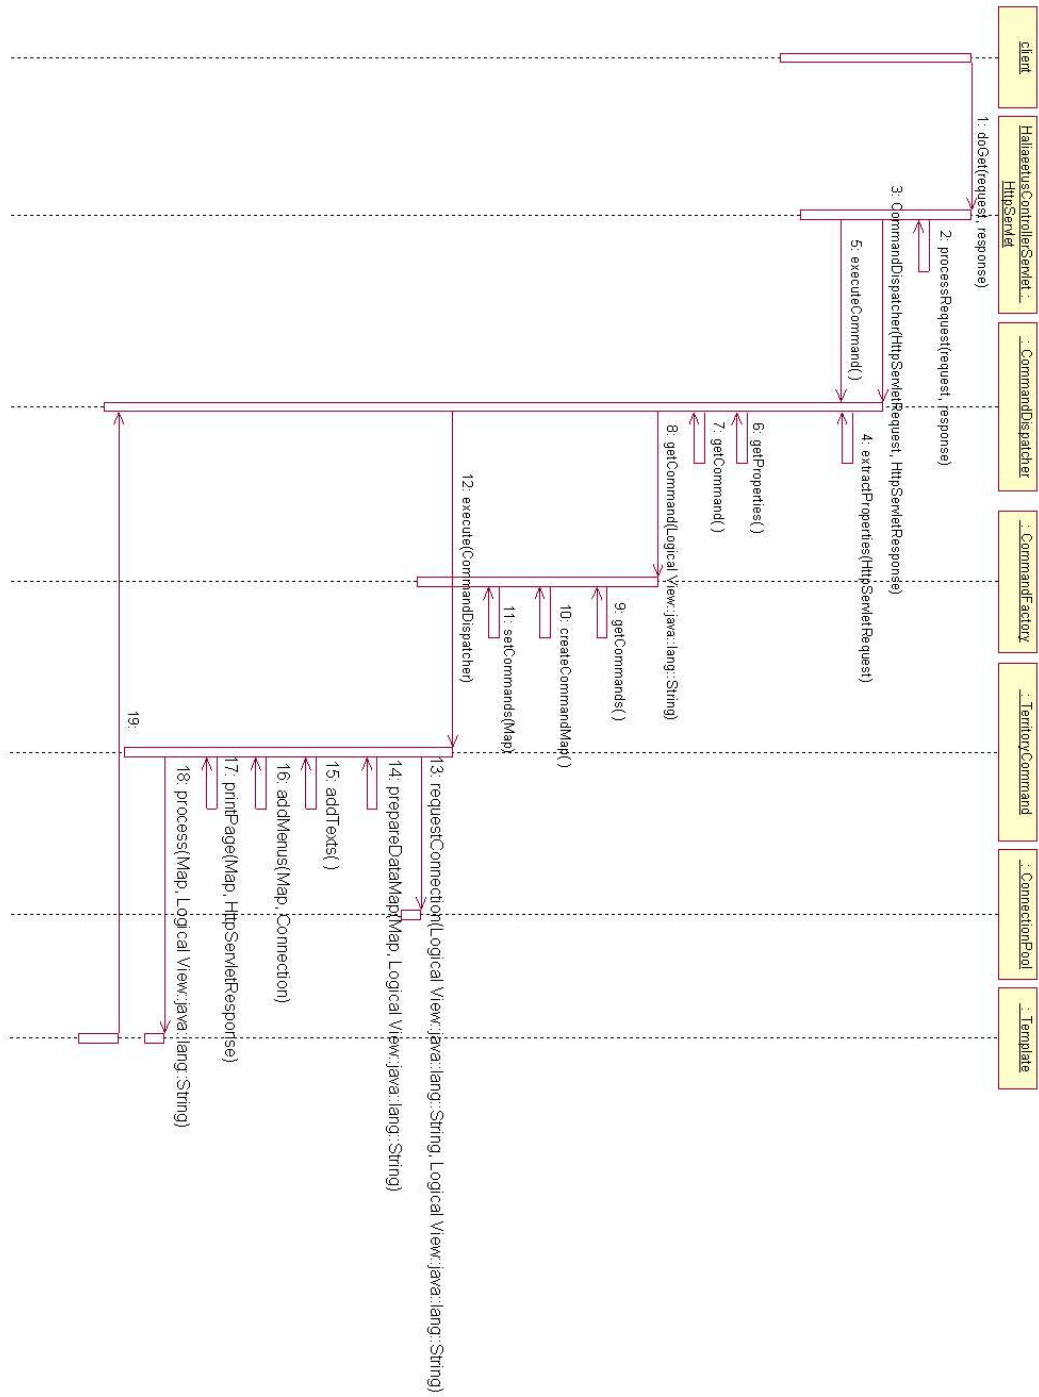 client
HaliaeetusControllerServlet :
HttpServlet
: CommandDispatcher
: CommandFactory
: TerritoryCommand
: ConnectionPool
: Template
1: doGet(request, response)
2: processRequest(request, response)
3: CommandDispatcher(HttpServletRequest, HttpServletResponse)
4: extractProperties(HttpServletRequest)
5: executeCommand( )
6: getProperties( )
7: getCommand( )
8: getCommand(Logical View::java::lang::String)
9: getCommands( )
10: createCommandMap( )
11: setCommands(Map)
12: execute(CommandDispatcher)
13: requestConnection(Logical View::java::lang::String, Logical View::java::lang::String)
14: prepareDataMap(Map, Logical View::java::lang::String)
15: addTexts( )
16: addMenus(Map, Connection)
17: printPage(Map, HttpServletResponse)
18: process(Map, Logical View::java::lang::String)
19: